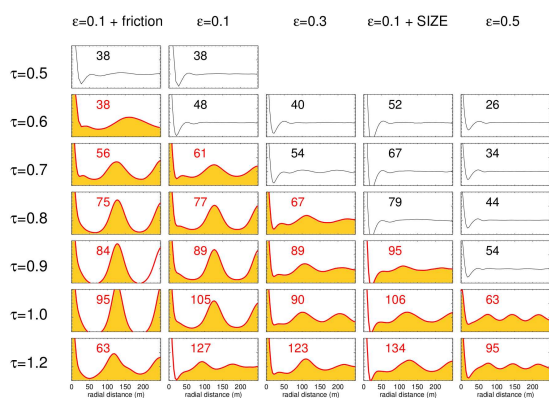 ε=0.1 + friction ε=0.1 ε=0.3 ε=0.1 + SIZE ε=0.5
τ=0.5 38 38
τ=0.6 38 48 40 52 26
τ=0.7 56 61 54 67 34
τ=0.8 75 77 67 79 44
τ=0.9 84 89 89 95 54
τ=1.0 95 105 90 106 63
τ=1.2 63 127 123 134 95
0 50 100 150 200 0 50 100 150 200 0 50 100 150 200 0 50 100 150 200 0 50 100 150 200
radial distance (m) radial distance (m) radial distance (m) radial distance (m) radial distance (m)